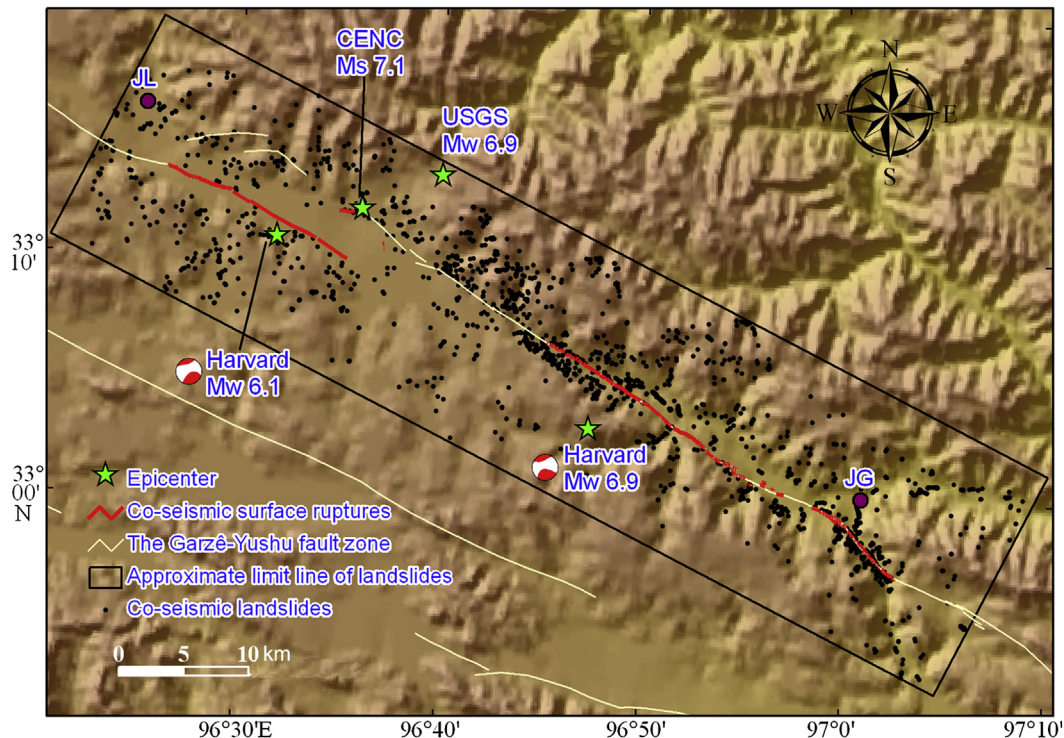 CENC
Ms 7.1
JL
USGS
Mw 6.9
N
W
E
S
33°
10'
Harvard
Mw 6.1
Harvard
Mw 6.9
JG
33°
00'
N
Epicenter
Co-seismic surface ruptures
The Garzê-Yushu fault zone
Approximate limit line of landslides
Co-seismic landslides
0 5 10 km
96°30'E 96°40' 96°50' 97°0' 97°10'